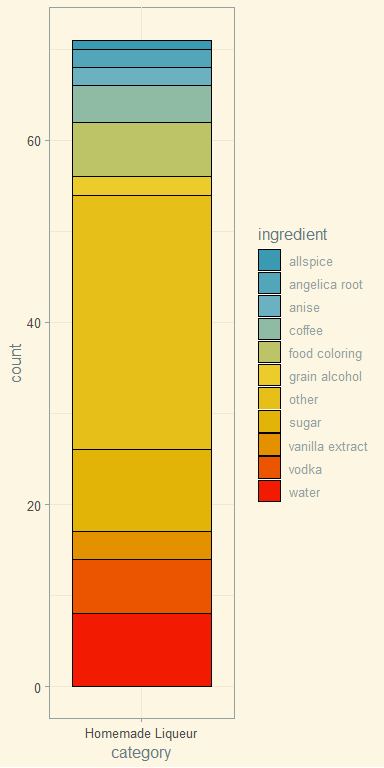 count
60
40
20
0
Homemade Liqueur
category
ingredient
allspice
angelica root
anise
coffee
food coloring
grain alcohol
other
sugar
vanilla extract
vodka
water